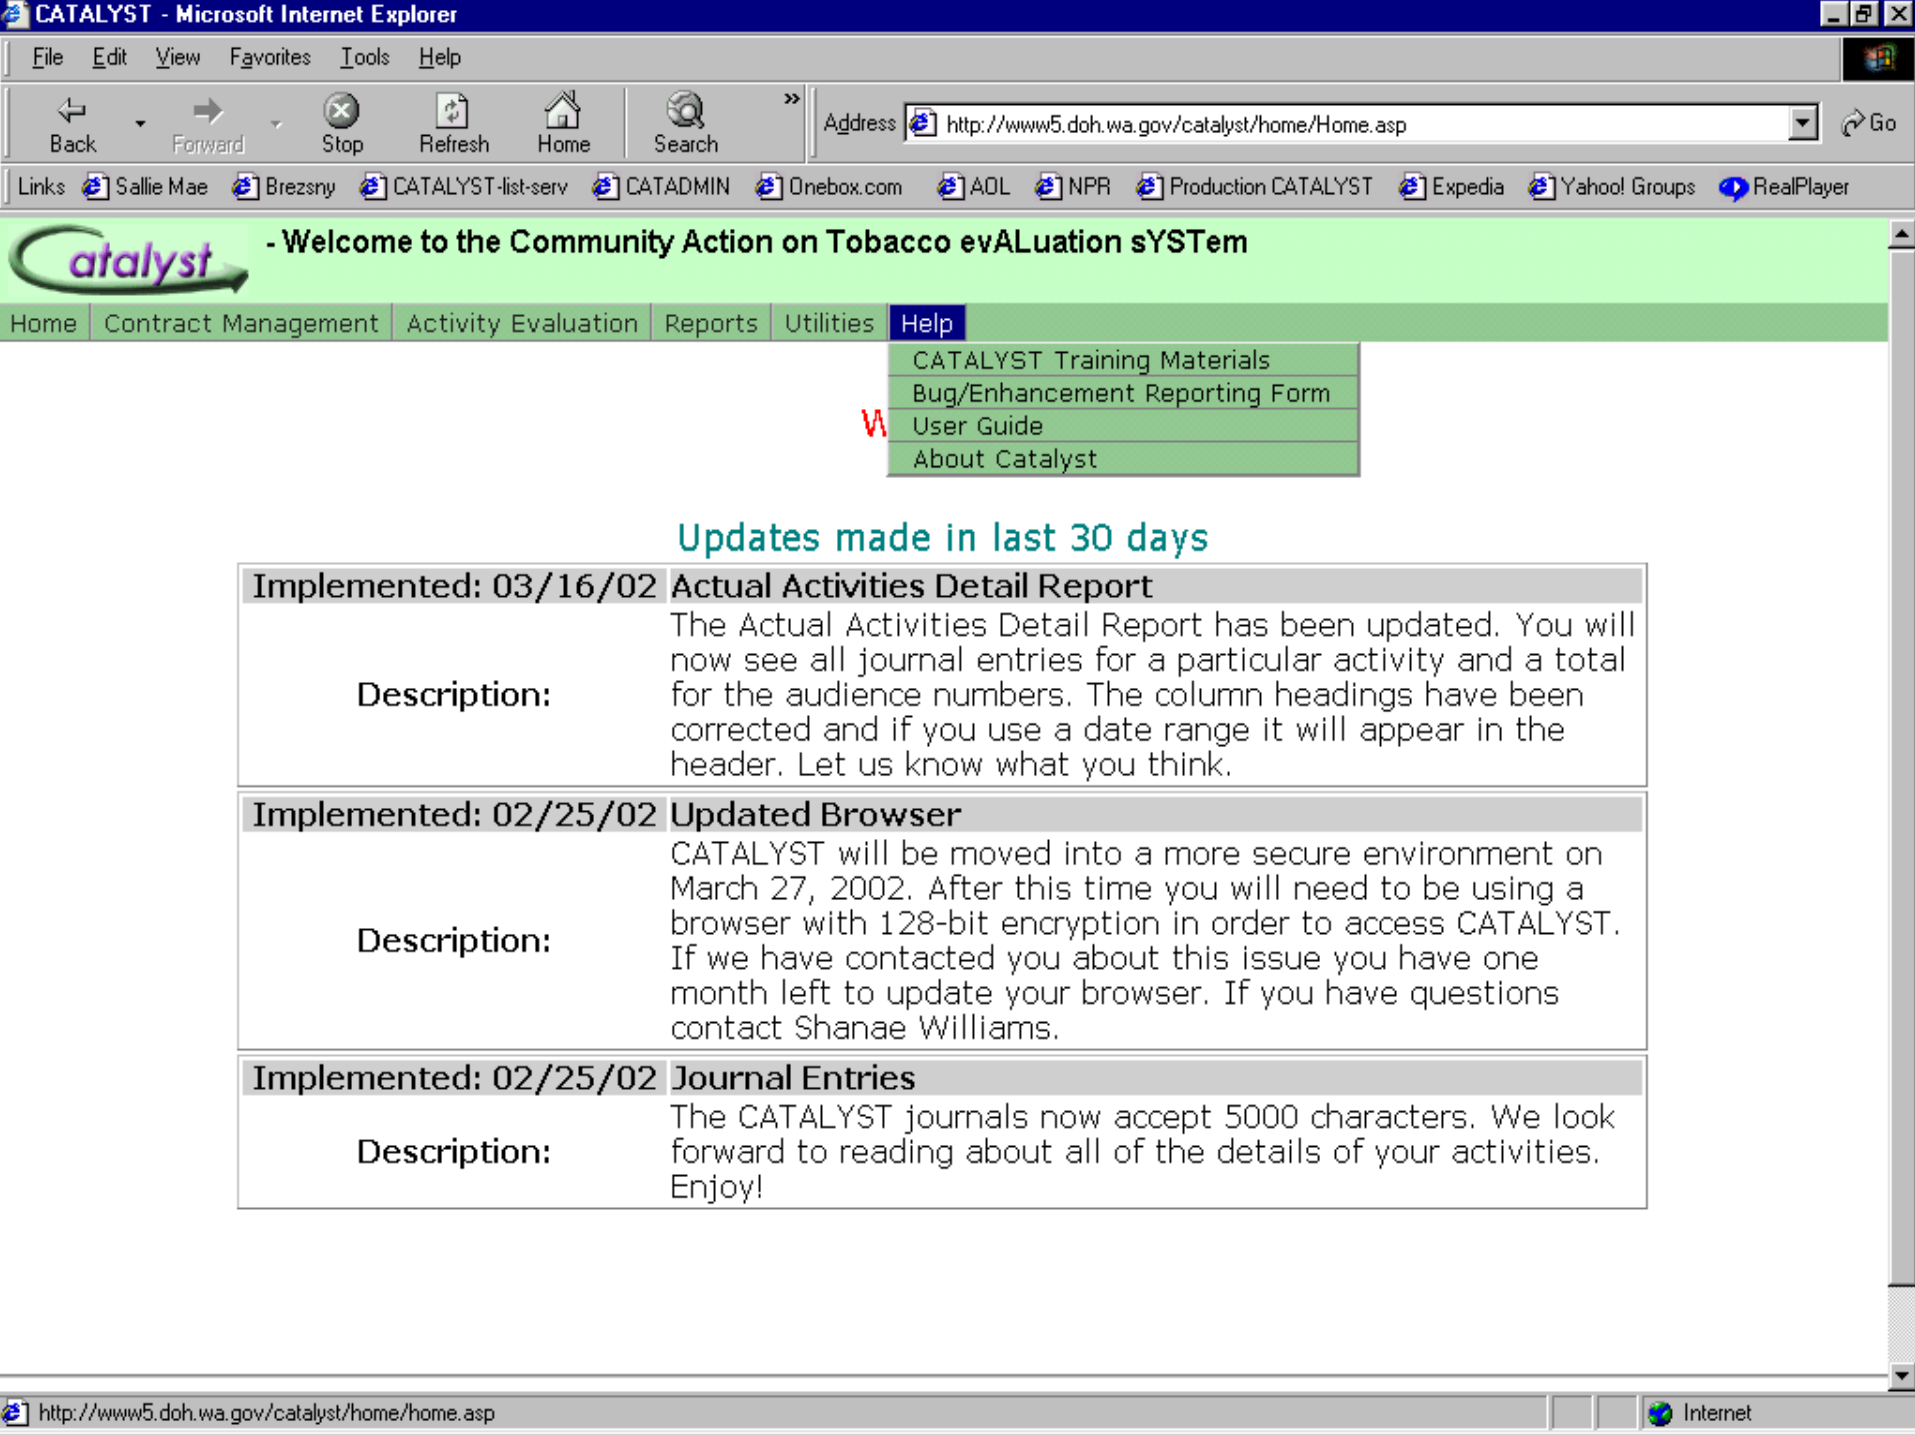 CATALYST - Microsoft Internet Explorer
File Edit View Favorites Tools Help
Back Forward Stop Refresh Home Search » Address http://www5.doh.wa.gov/catalyst/home/Home.asp Go
Links Sallie Mae Brezsny CATALYST-list-serv CATADMIN Onebox.com AOL NPR Production CATALYST Expedia Yahoo! Groups RealPlayer
Catalyst - Welcome to the Community Action on Tobacco evALuation sYSTem
Home Contract Management Activity Evaluation Reports Utilities Help
CATALYST Training Materials
Bug/Enhancement Reporting Form
User Guide
About Catalyst
Updates made in last 30 days
Implemented: 03/16/02 Actual Activities Detail Report
Description:
The Actual Activities Detail Report has been updated. You will
now see all journal entries for a particular activity and a total
for the audience numbers. The column headings have been
corrected and if you use a date range it will appear in the
header. Let us know what you think.
Implemented: 02/25/02 Updated Browser
Description:
CATALYST will be moved into a more secure environment on
March 27, 2002. After this time you will need to be using a
browser with 128-bit encryption in order to access CATALYST.
If we have contacted you about this issue you have one
month left to update your browser. If you have questions
contact Shanae Williams.
Implemented: 02/25/02 Journal Entries
Description:
The CATALYST journals now accept 5000 characters. We look
forward to reading about all of the details of your activities.
Enjoy!
http://www5.doh.wa.gov/catalyst/home/home.asp Internet